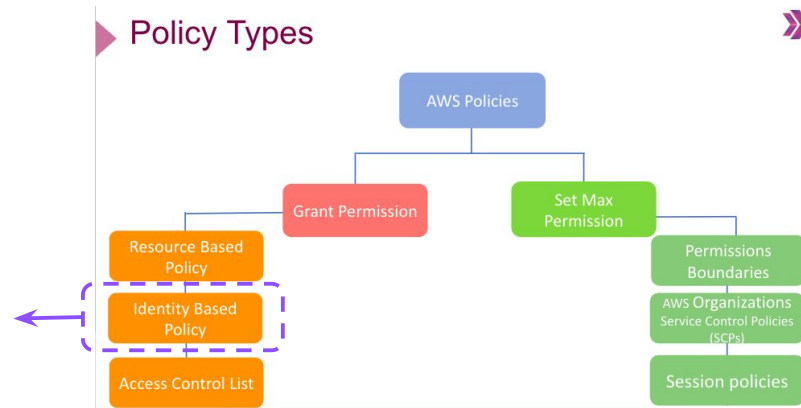 Policy Types
AWS Policies
Grant Permission
Set Max
Permission
Resource Based
Policy
Identity Based
Policy
Access Control List
Permissions
Boundaries
AWS Organizations
Service Control Policies
(SCPs)
Session policies